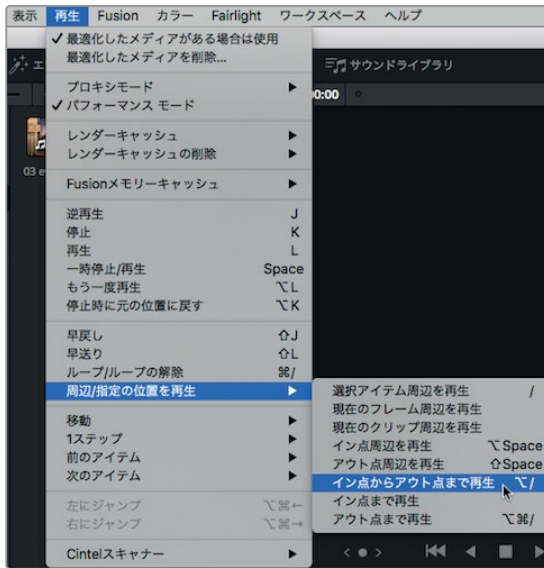 表示 再生 Fusion カラー Fairlight ワークスペース ヘルプ
✓ 最適化したメディアがある場合は使用
最適化したメディアを削除...
エ
サウンドライブラリ
プロキシモード ▶
✓ パフォーマンス モード
00:00
レンダーキャッシュ ▶
レンダーキャッシュの削除 ▶
03 e
Fusionメモリーキャッシュ ▶
逆再生 J
停止 K
再生 L
一時停止/再生 Space
もう一度再生 ⌥L
停止時に元の位置に戻す ⌥K
早戻し ⇧J
早送り ⇧L
ループ/ループの解除 ⌘/
周辺/指定の位置を再生 ▶
選択アイテム周辺を再生 /
現在のフレーム周辺を再生
現在のクリップ周辺を再生
イン点周辺を再生 ⌥Space
アウト点周辺を再生 ⇧Space
イン点からアウト点まで再生 ⌥/
イン点まで再生
アウト点まで再生 ⌥⌘/
移動 ▶
1ステップ ▶
前のアイテム ▶
次のアイテム ▶
左にジャンプ ⌥⌘←
右にジャンプ ⌥⌘→
Cintelスキャナー ▶